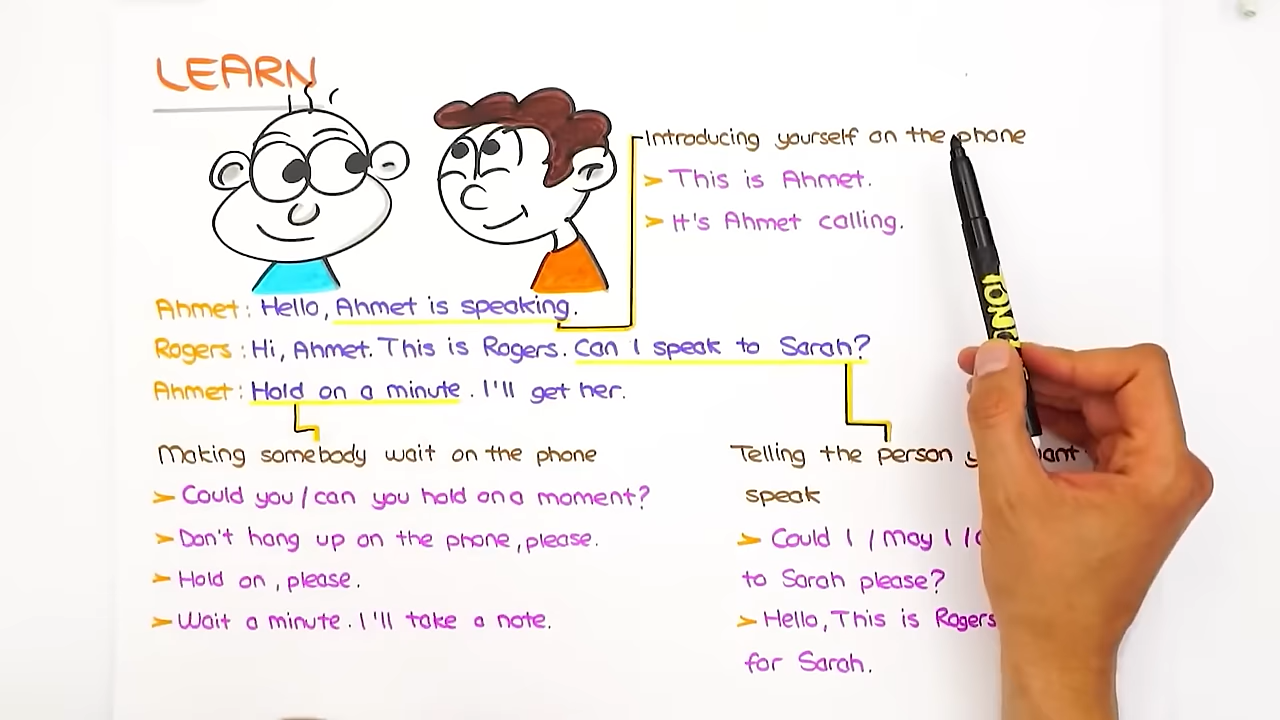 LEARN
Introducing yourself on the phone
➤ This is Ahmet.
➤ It's Ahmet calling.
Ahmet: Hello, Ahmet is speaking.
Rogers: Hi, Ahmet. This is Rogers. Can I speak to Sarah?
Ahmet: Hold on a minute. I'll get her.
Making somebody wait on the phone
➤ Could you/can you hold on a moment?
➤ Don't hang up on the phone, please.
➤ Hold on, please.
➤ Wait a minute. I'll take a note.
Telling the person
speak
➤ Could I / May I /
to Sarah please?
➤ Hello, This is Rogers
for Sarah.